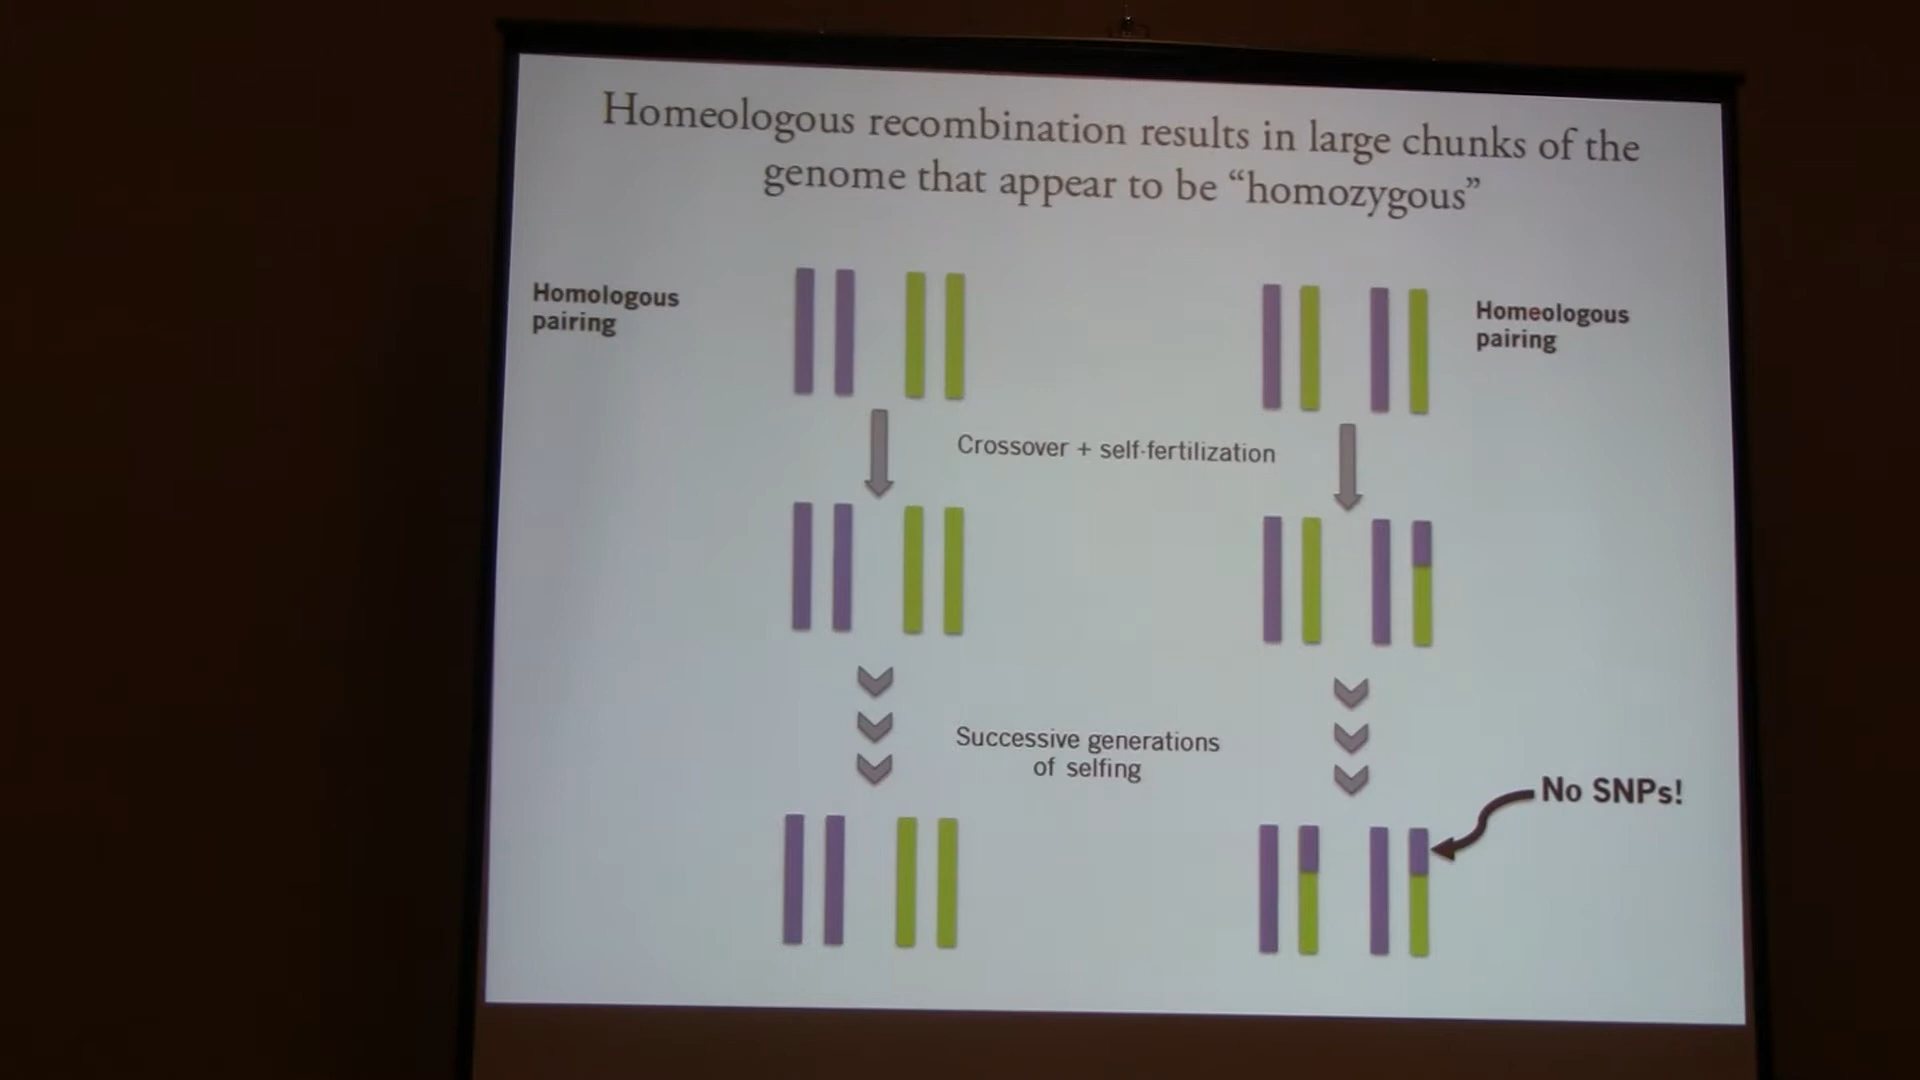 Homeologous recombination results in large chunks of the
genome that appear to be “homozygous”
Homologous
pairing
Homeologous
pairing
Crossover + self-fertilization
Successive generations
of selfing
No SNPs!